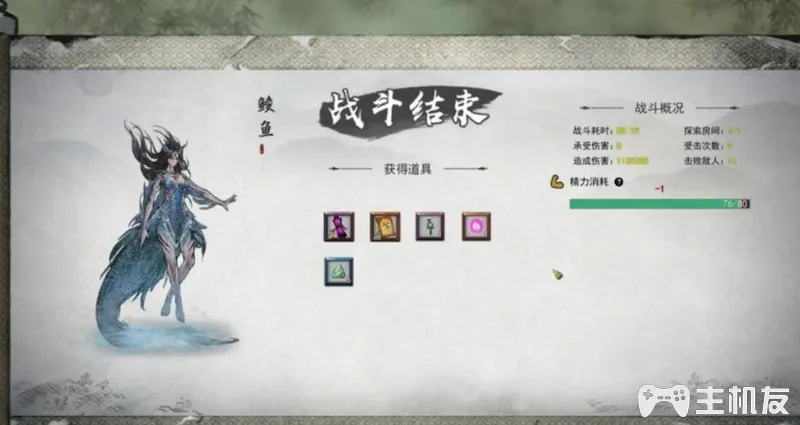 鲮鱼
战斗结束
获得道具
战斗概况
战斗耗时：
探索房间：
承受伤害：0
受击次数：
造成伤害：
击败敌人：
精力消耗 ?
-1
76/80
主机友